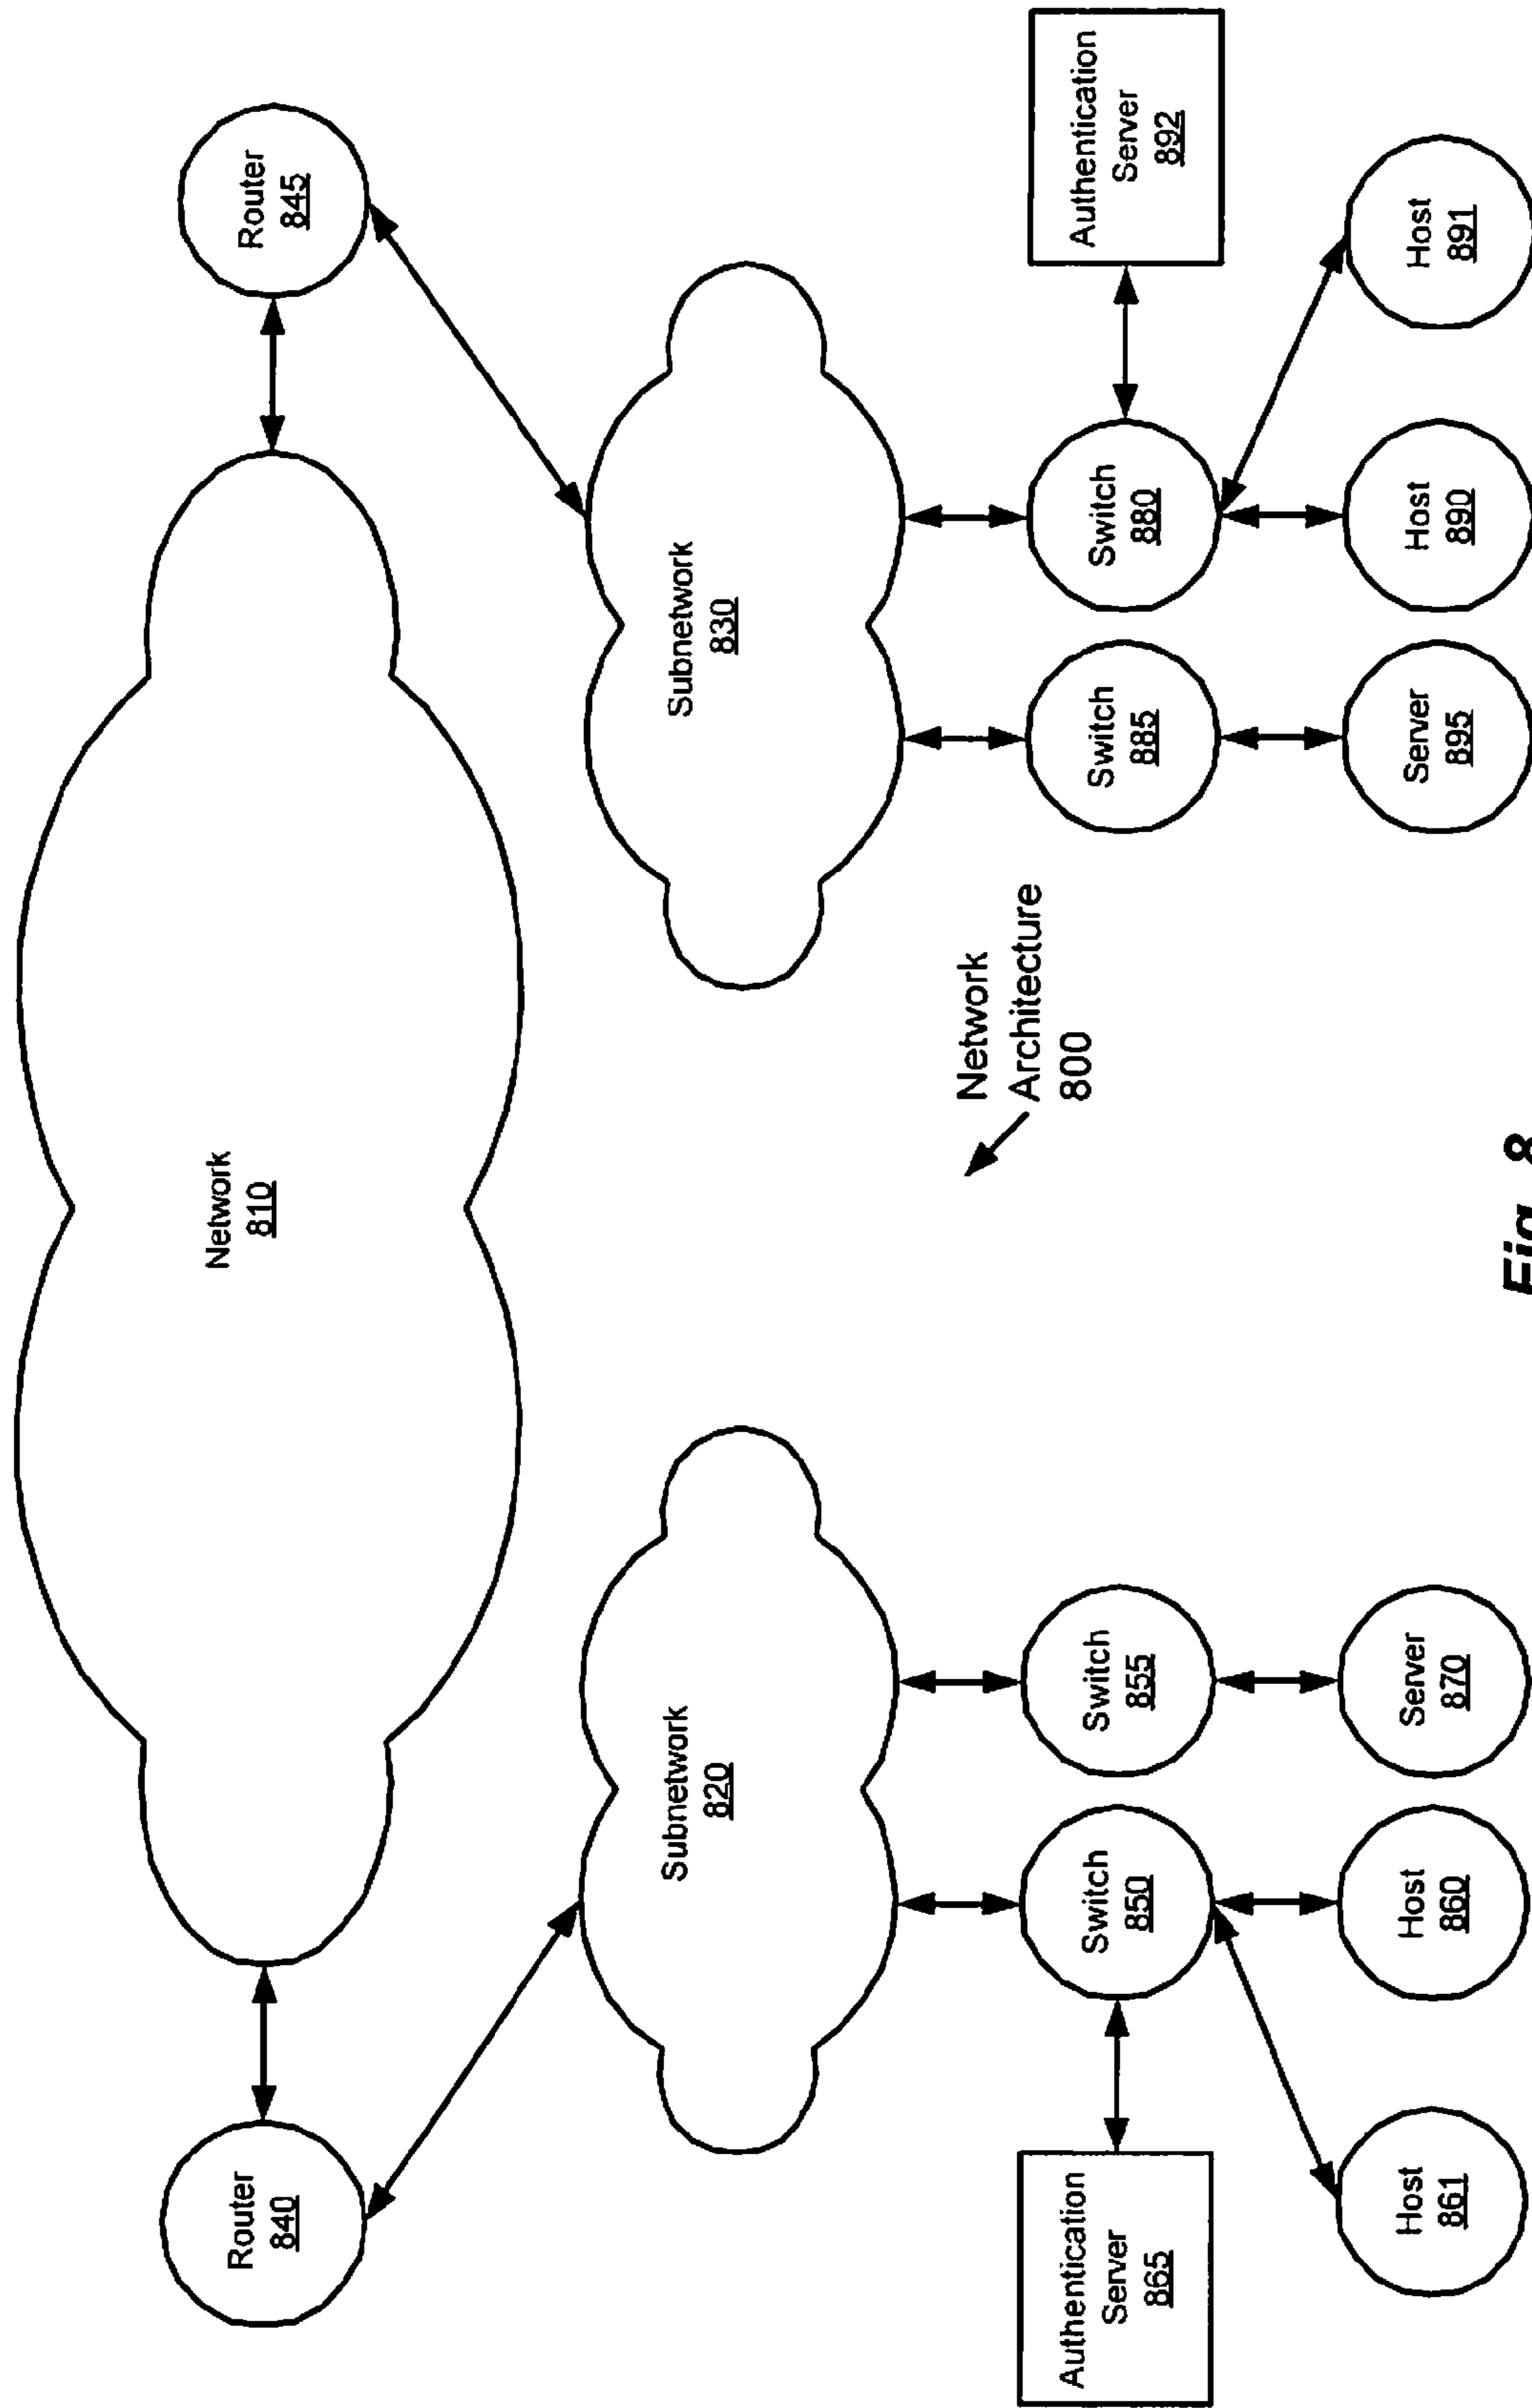 Network
810
Router
840
Router
845
Subnetwork
820
Subnetwork
830
Authentication
Server
865
Switch
850
Switch
855
Network
Architecture
800
Switch
885
Switch
880
Authentication
Server
892
Host
861
Host
860
Server
870
Server
895
Host
890
Host
891
Fig. 8